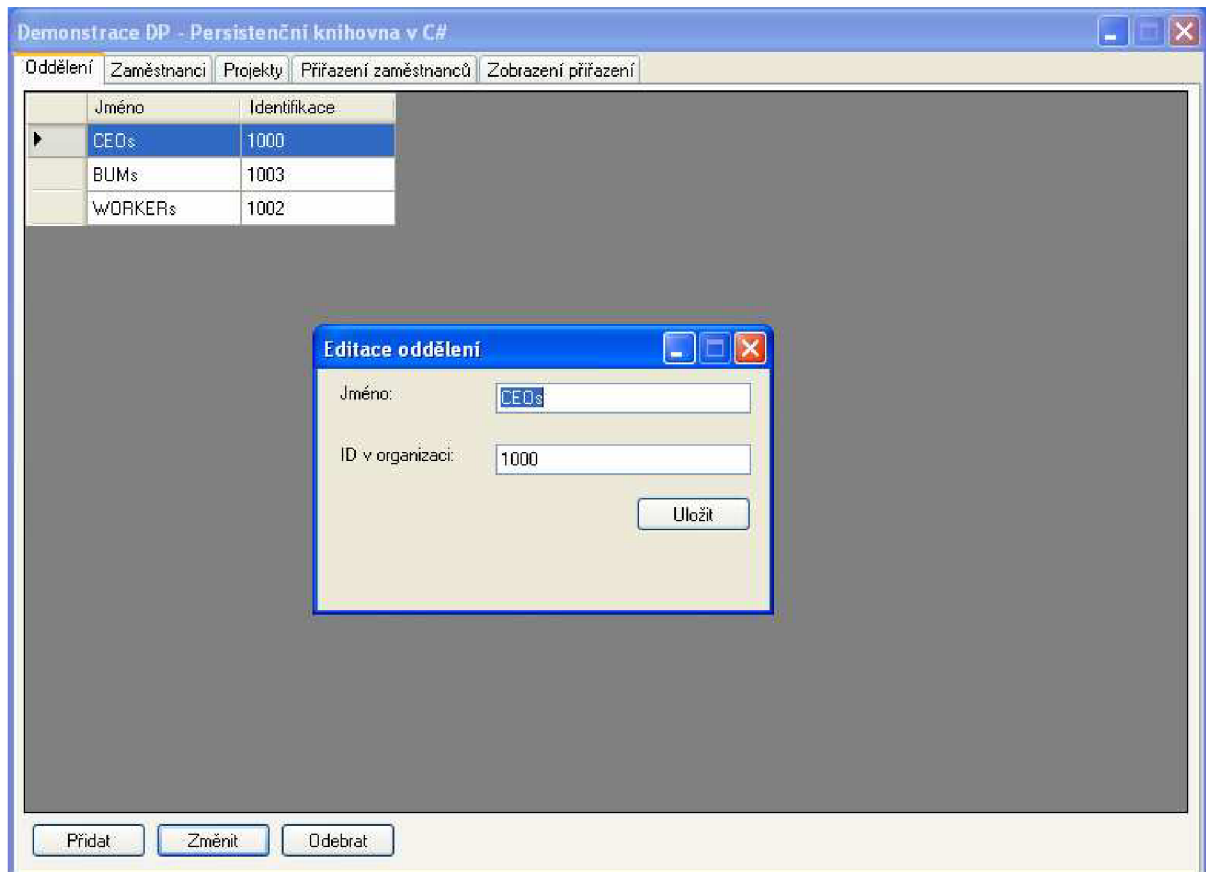 Demonstrace DP - Persistenční knihovna v C#
Oddělení Zaměstnanci Projekty Přiřazení zaměstnanců Zobrazení přiřazení
Jméno Identifikace
CEOs 1000
BUMs 1003
WORKERs 1002
Editace oddělení
Jméno: CEOs
ID v organizaci: 1000
Uložit
Přidat Změnit Odebrat